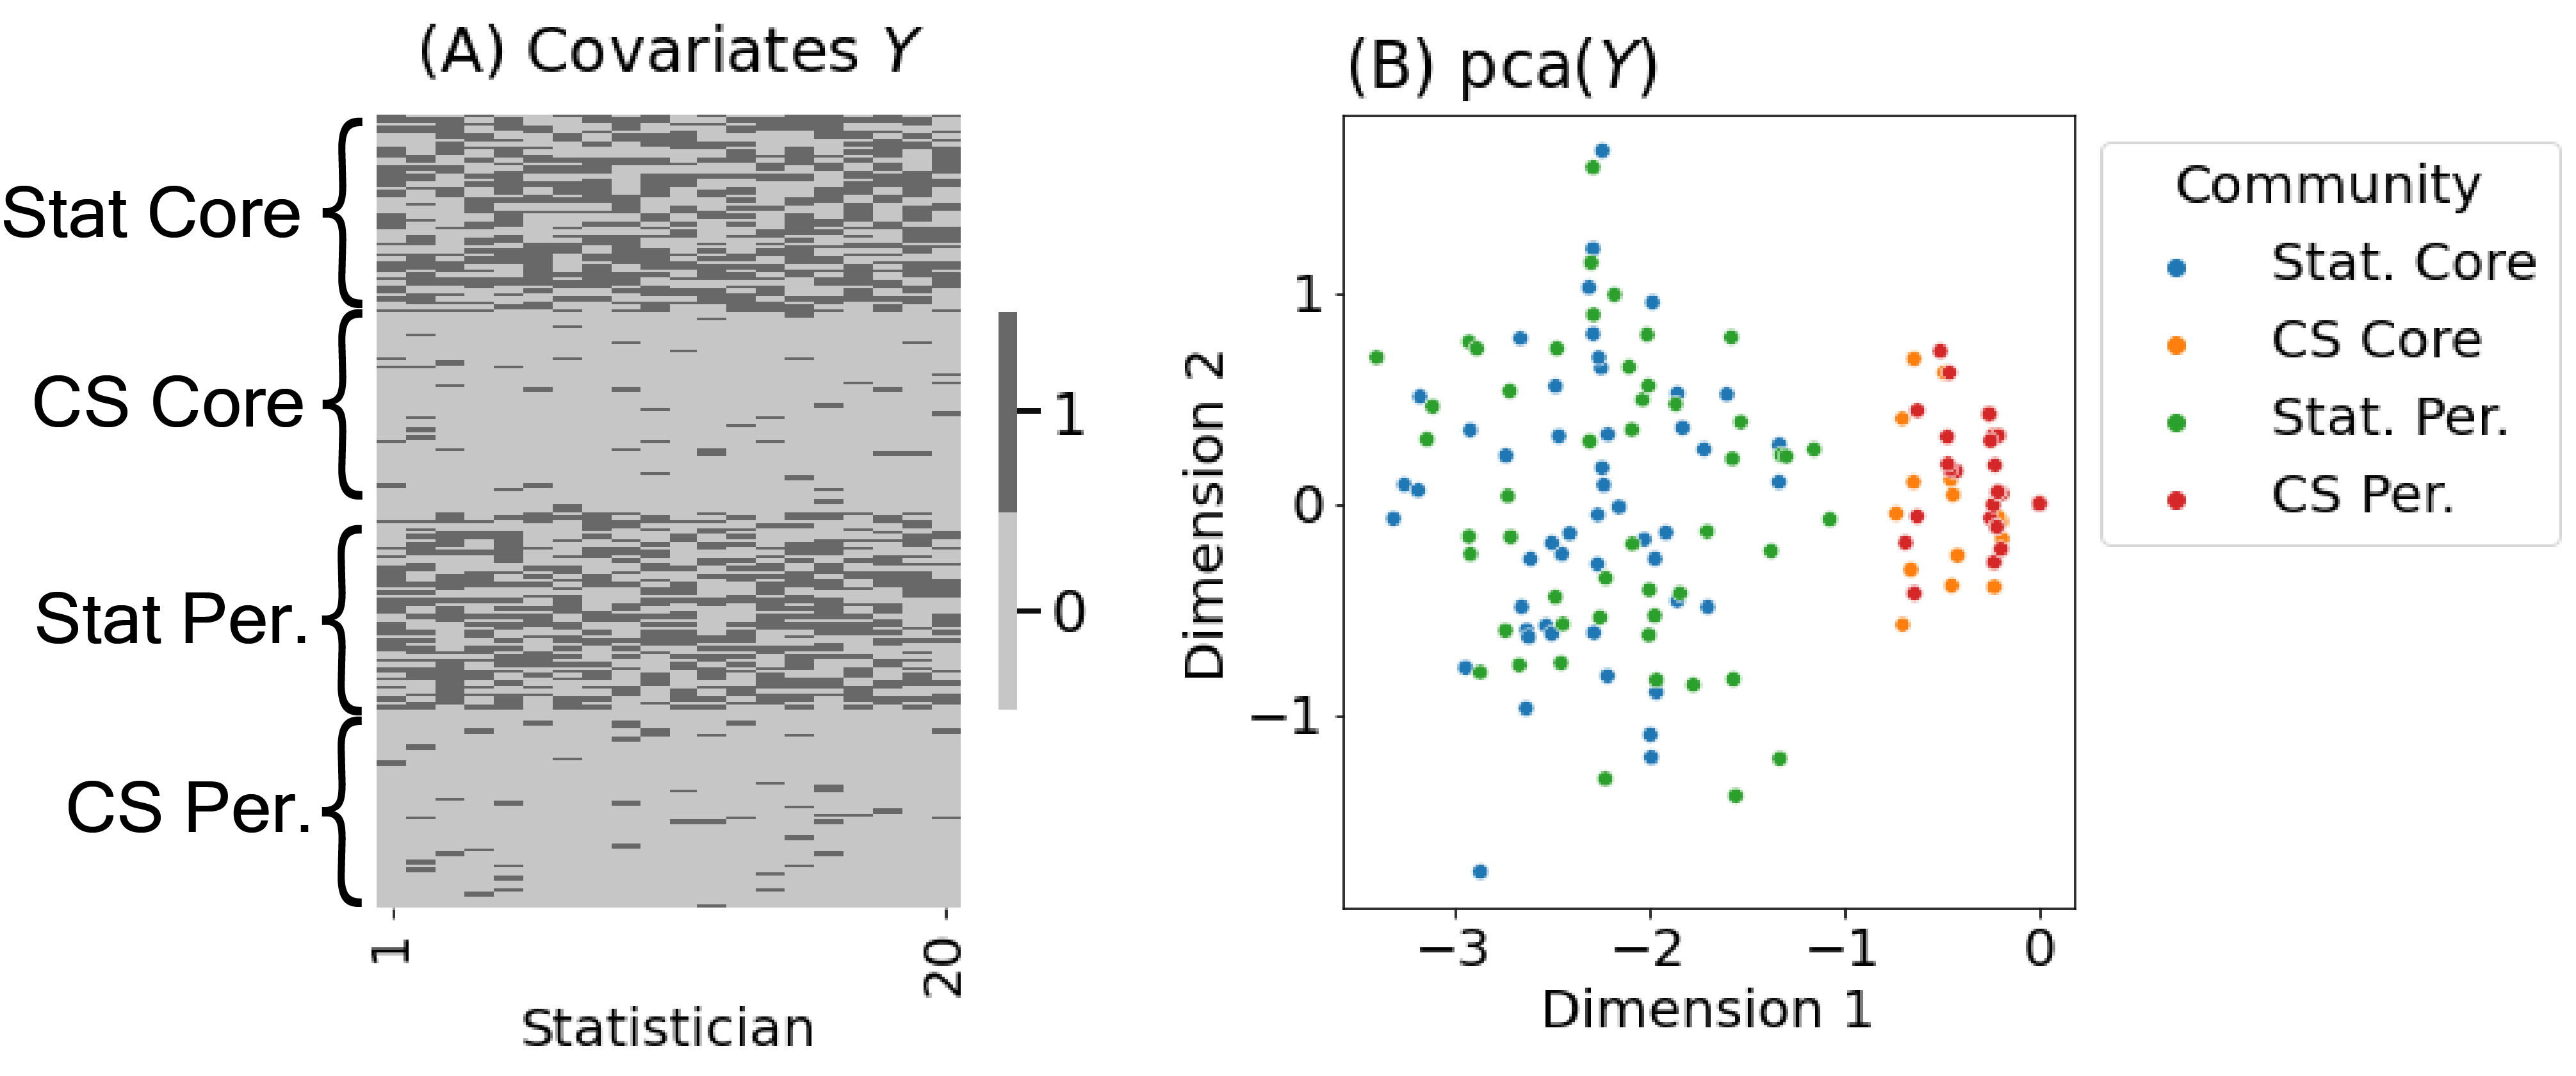 (A) Covariates Y
Stat Core
CS Core
Stat Per.
CS Per.
1
0
1
20
Statistician
(B) pca(Y)
Dimension 2
1
0
−1
−3
−2
−1
0
Dimension 1
Community
Stat. Core
CS Core
Stat. Per.
CS Per.